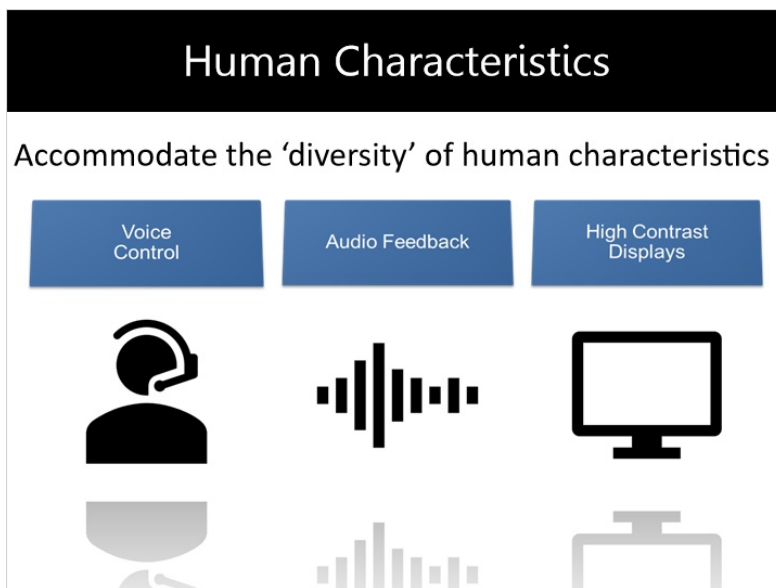 Human Characteristics
Accommodate the ‘diversity’ of human characteristics
Voice
Control
Audio Feedback
High Contrast
Displays